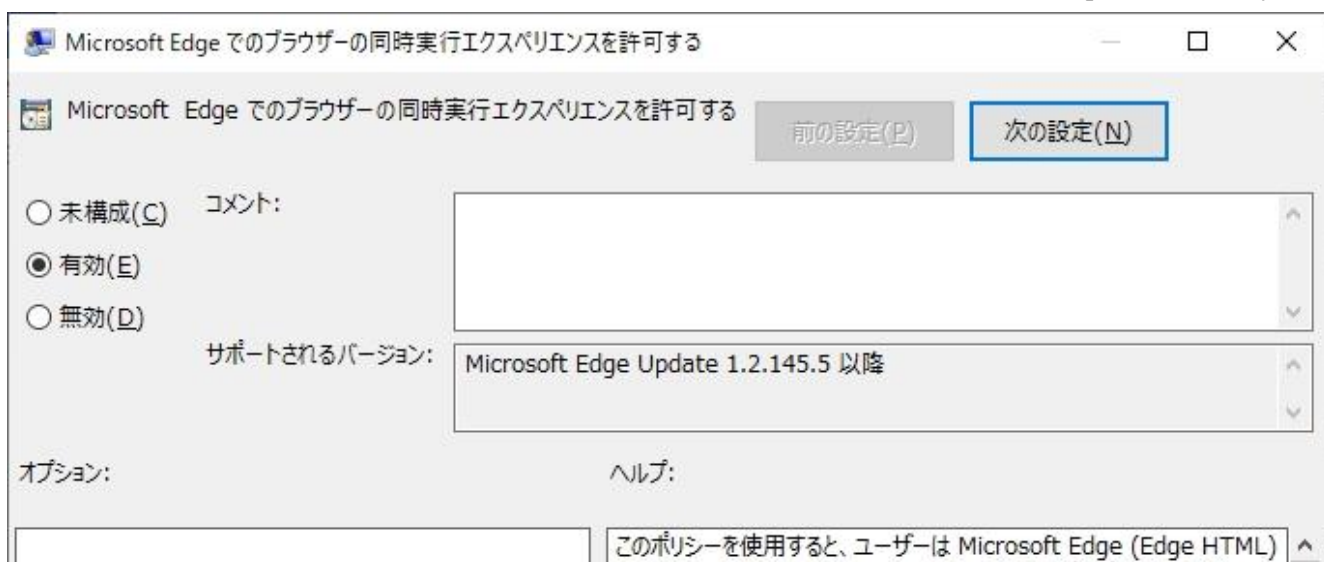 Microsoft Edge でのブラウザーの同時実行エクスペリエンスを許可する
Microsoft Edge でのブラウザーの同時実行エクスペリエンスを許可する
前の設定(P)
次の設定(N)
未構成(C)
コメント:
有効(E)
無効(D)
サポートされるバージョン:
Microsoft Edge Update 1.2.145.5 以降
オプション:
ヘルプ:
このポリシーを使用すると、ユーザーは Microsoft Edge (Edge HTML)